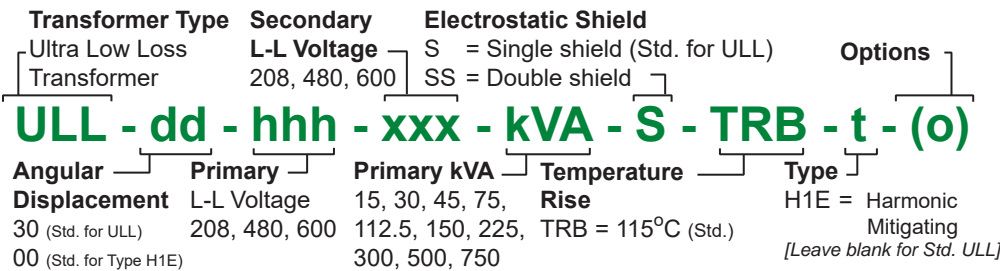 Transformer Type
Ultra Low Loss
Transformer
Secondary
L-L Voltage
208, 480, 600
Electrostatic Shield
S = Single shield (Std. for ULL)
SS = Double shield
Options
ULL - dd - hhh - xxx - kVA - S - TRB - t - (o)
Angular
Displacement
30 (Std. for ULL)
00 (Std. for Type H1E)
Primary
L-L Voltage
208, 480, 600
Primary kVA
15, 30, 45, 75,
112.5, 150, 225,
300, 500, 750
Temperature
Rise
TRB = 115°C (Std.)
Type
H1E = Harmonic
Mitigating
[Leave blank for Std. ULL]